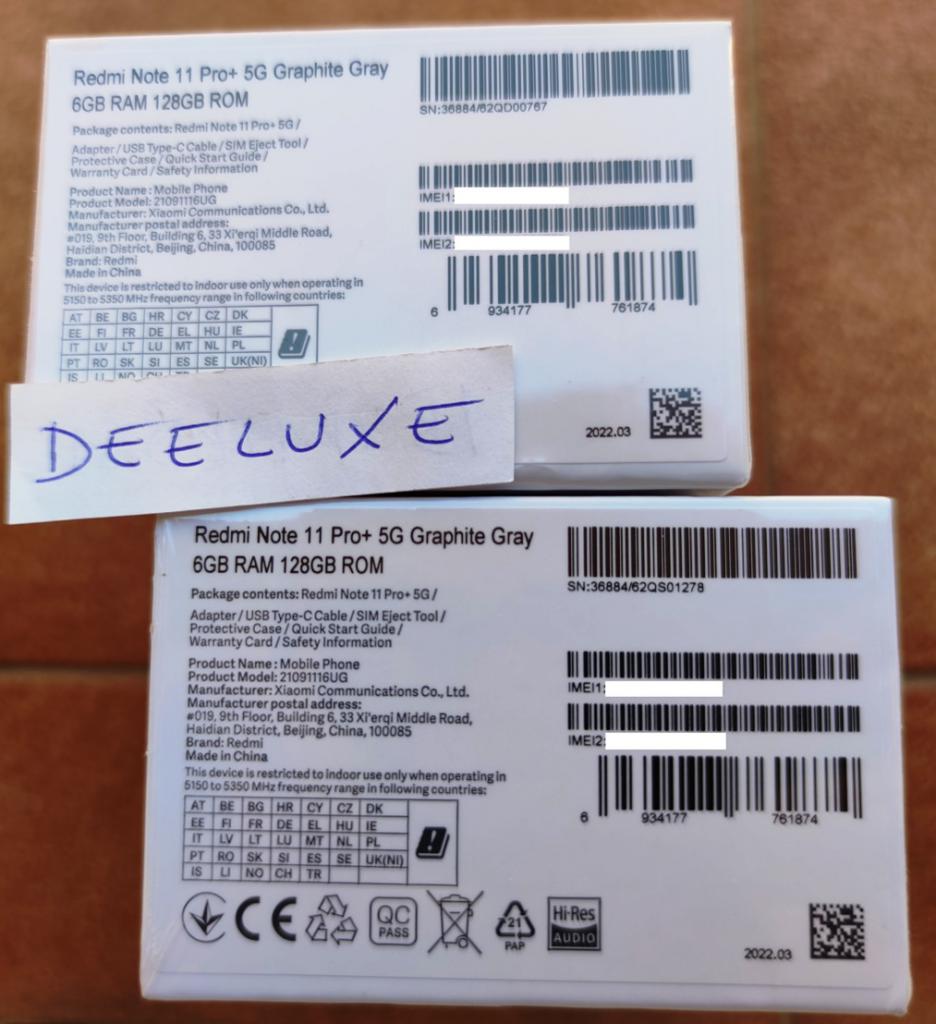 Redmi Note 11 Pro+ 5G Graphite Gray
6GB RAM 128GB ROM
Package contents: Redmi Note 11 Pro+ 5G /
Adapter / USB Type-C Cable / SIM Eject Tool /
Protective Case / Quick Start Guide /
Warranty Card / Safety Information
Product Name : Mobile Phone
Product Model: 21091116UG
Manufacturer: Xiaomi Communications Co., Ltd.
Manufacturer postal address:
#019, 9th Floor, Building 6, 33 Xi'erqi Middle Road,
Haidian District, Beijing, China, 100085
Brand: Redmi
Made in China
This device is restricted to indoor use only when operating in
5150 to 5350 MHz frequency range in following countries:
AT BE BG HR CY CZ DK
EE FI FR DE EL HU IE
IT LV LT LU MT NL PL
PT RO SK SI ES SE UK(NI)
IS LI NO
SN:36884/62QD00767
IMEI1:
IMEI2:
6 934177 761874
2022.03
DEELUXE
Redmi Note 11 Pro+ 5G Graphite Gray
6GB RAM 128GB ROM
Package contents: Redmi Note 11 Pro+ 5G /
Adapter / USB Type-C Cable / SIM Eject Tool /
Protective Case / Quick Start Guide /
Warranty Card / Safety Information
Product Name : Mobile Phone
Product Model: 21091116UG
Manufacturer: Xiaomi Communications Co., Ltd.
Manufacturer postal address:
#019, 9th Floor, Building 6, 33 Xi'erqi Middle Road,
Haidian District, Beijing, China, 100085
Brand: Redmi
Made in China
This device is restricted to indoor use only when operating in
5150 to 5350 MHz frequency range in following countries:
AT BE BG HR CY CZ DK
EE FI FR DE EL HU IE
IT LV LT LU MT NL PL
PT RO SK SI ES SE UK(NI)
IS LI NO CH TR
SN:36884/62QS01278
IMEI1:
IMEI2:
6 934177 761874
CE
QC
PASS
21
PAP
Hi-Res
AUDIO
2022.03